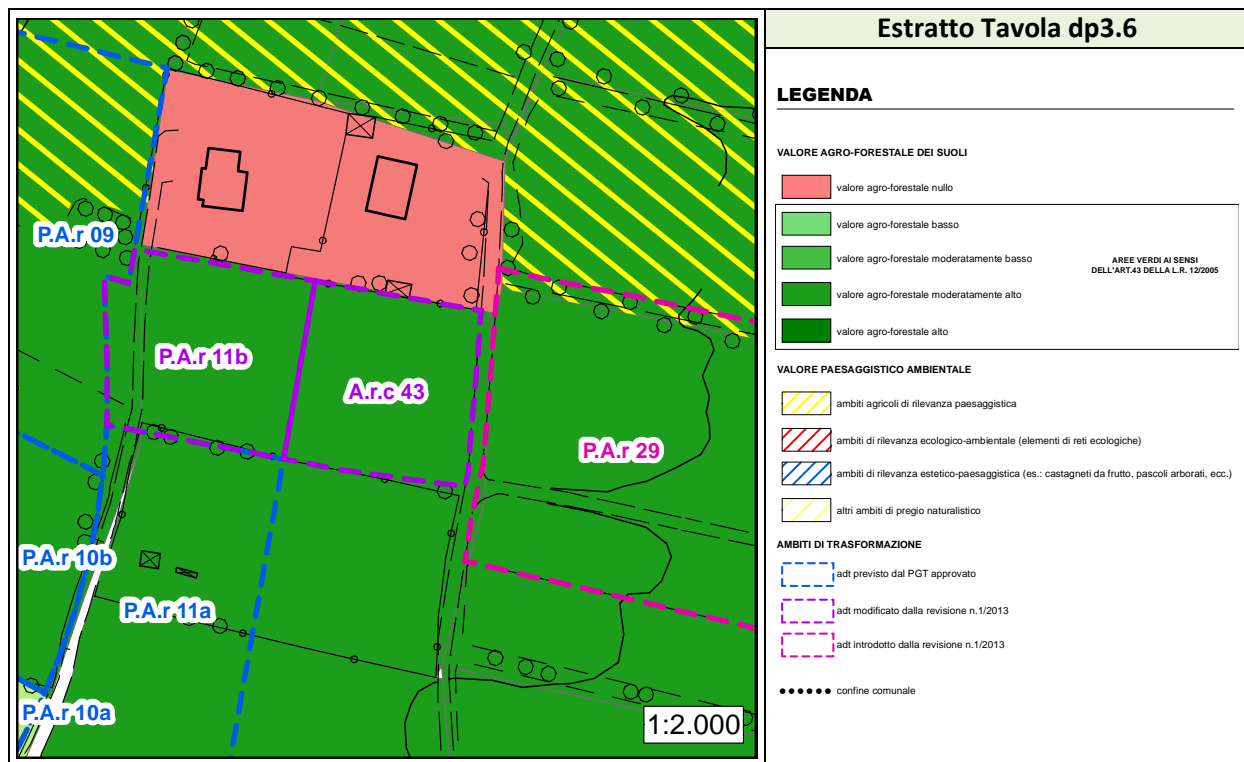 Estratto Tavola dp3.6
P.A.r 09
P.A.r 11b
A.r.c 43
P.A.r 29
P.A.r 10b
P.A.r 11a
P.A.r 10a
1:2.000
LEGENDA
VALORE AGRO-FORESTALE DEI SUOLI
valore agro-forestale nullo
valore agro-forestale basso
valore agro-forestale moderatamente basso
AREE VERDI AI SENSI
DELL'ART.43 DELLA L.R. 12/2005
valore agro-forestale moderatamente alto
valore agro-forestale alto
VALORE PAESAGGISTICO AMBIENTALE
ambiti agricoli di rilevanza paesaggistica
ambiti di rilevanza ecologico-ambientale (elementi di reti ecologiche)
ambiti di rilevanza estetico-paesaggistica (es.: castagneti da frutto, pascoli arborati, ecc.)
altri ambiti di pregio naturalistico
AMBITI DI TRASFORMAZIONE
adt previsto dal PGT approvato
adt modificato dalla revisione n.1/2013
adt introdotto dalla revisione n.1/2013
confine comunale